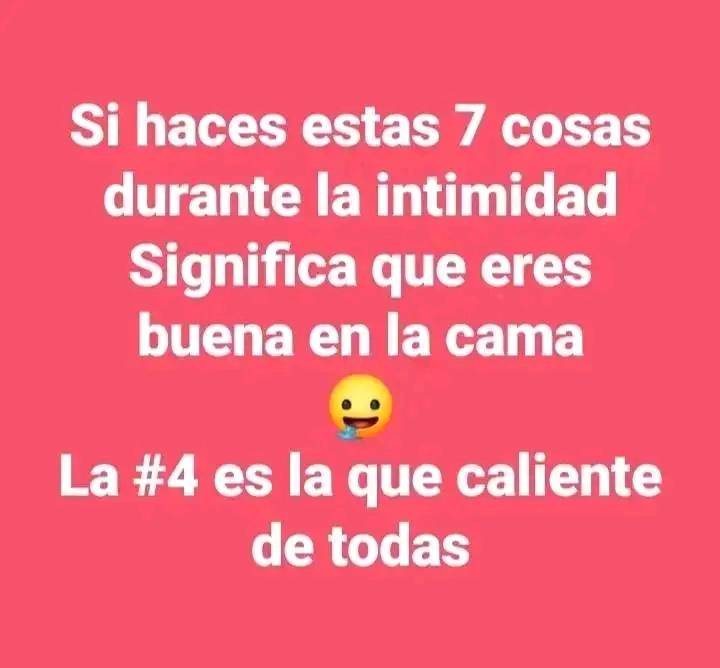 Si haces estas 7 cosas
durante la intimidad
Significa que eres
buena en la cama
La #4 es la que caliente
de todas